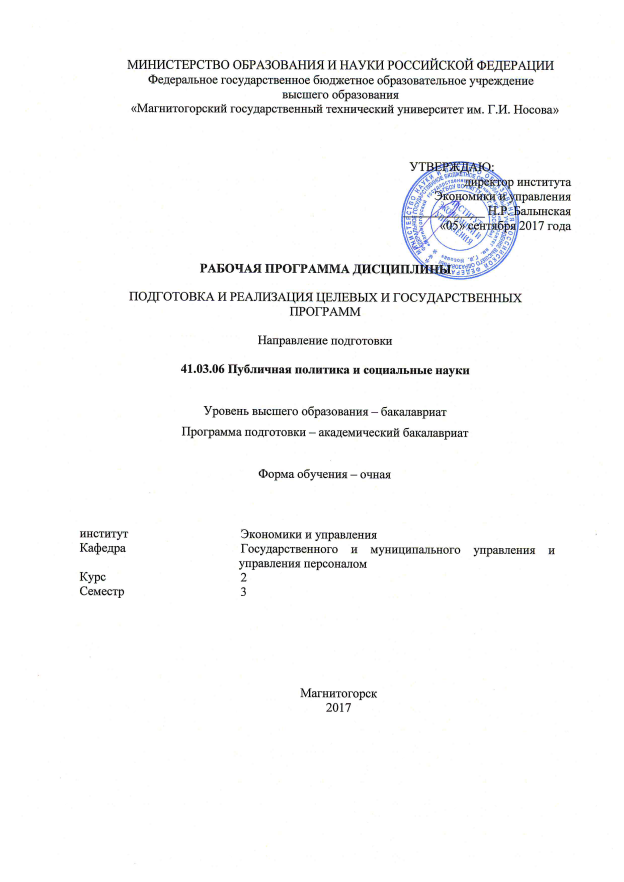 МИНИСТЕРСТВО ОБРАЗОВАНИЯ И НАУКИ РОССИЙСКОЙ ФЕДЕРАЦИИ
Федеральное государственное бюджетное образовательное учреждение
высшего образования
«Магнитогорский государственный технический университет им. Г.И. Носова»
УТВЕРЖДАЮ:
директор института
Экономики и управления
Н.Р. Балынская
«05» сентября 2017 года
ИНСТИТУТ
ЭКОНОМИКИ И
УПРАВЛЕНИЯ
РАБОЧАЯ ПРОГРАММА ДИСЦИПЛИНЫ
ПОДГОТОВКА И РЕАЛИЗАЦИЯ ЦЕЛЕВЫХ И ГОСУДАРСТВЕННЫХ
ПРОГРАММ
Направление подготовки
41.03.06 Публичная политика и социальные науки
Уровень высшего образования – бакалавриат
Программа подготовки – академический бакалавриат
Форма обучения – очная
институт Экономики и управления
Кафедра Государственного и муниципального управления и
управления персоналом
Курс 2
Семестр 3
Магнитогорск
2017